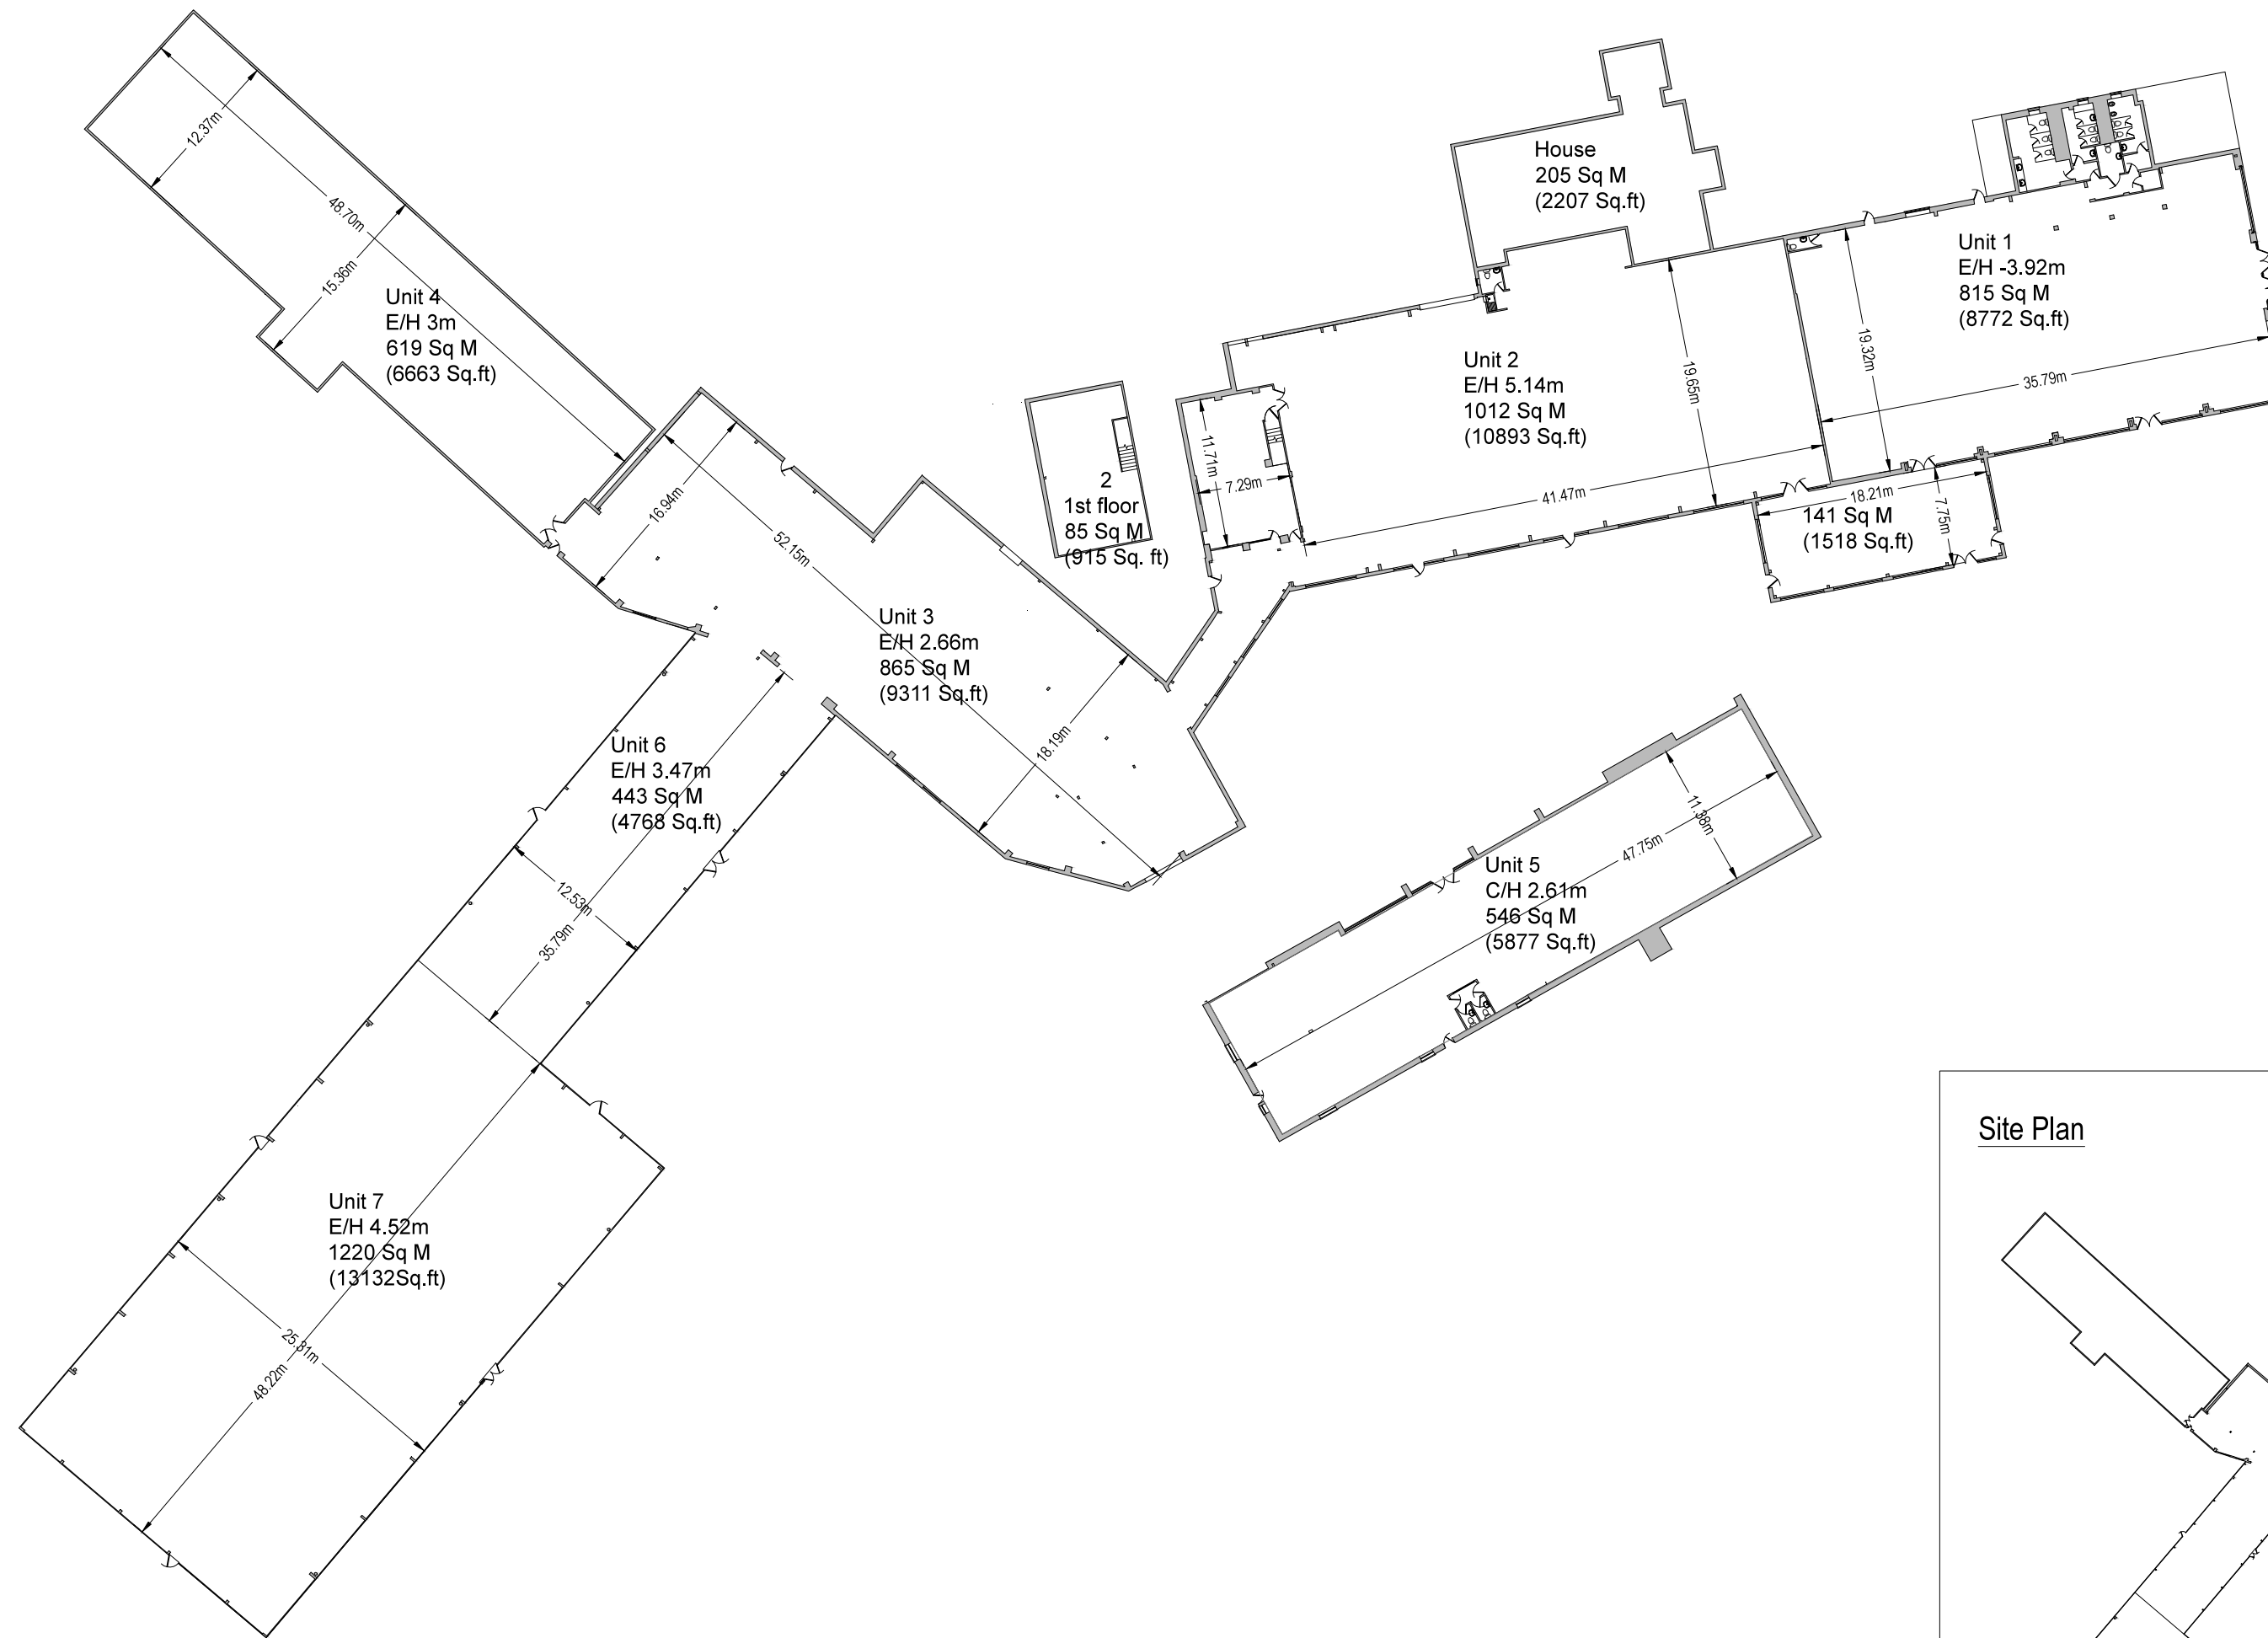 12.37m
48.70m
15.36m
Unit 4
E/H 3m
619 Sq M
(6663 Sq.ft)
House
205 Sq M
(2207 Sq.ft)
Unit 1
E/H -3.92m
815 Sq M
(8772 Sq.ft)
19.32m
35.79m
Unit 2
E/H 5.14m
1012 Sq M
(10893 Sq.ft)
19.65m
41.47m
11.71m
7.29m
2
1st floor
85 Sq M
(915 Sq. ft)
18.21m
7.75m
141 Sq M
(1518 Sq.ft)
16.94m
52.15m
Unit 3
E/H 2.66m
865 Sq M
(9311 Sq.ft)
18.19m
Unit 6
E/H 3.47m
443 Sq M
(4768 Sq.ft)
12.53m
35.79m
11.38m
47.75m
Unit 5
C/H 2.61m
546 Sq M
(5877 Sq.ft)
Unit 7
E/H 4.52m
1220 Sq M
(13132Sq.ft)
25.31m
48.22m
Site Plan